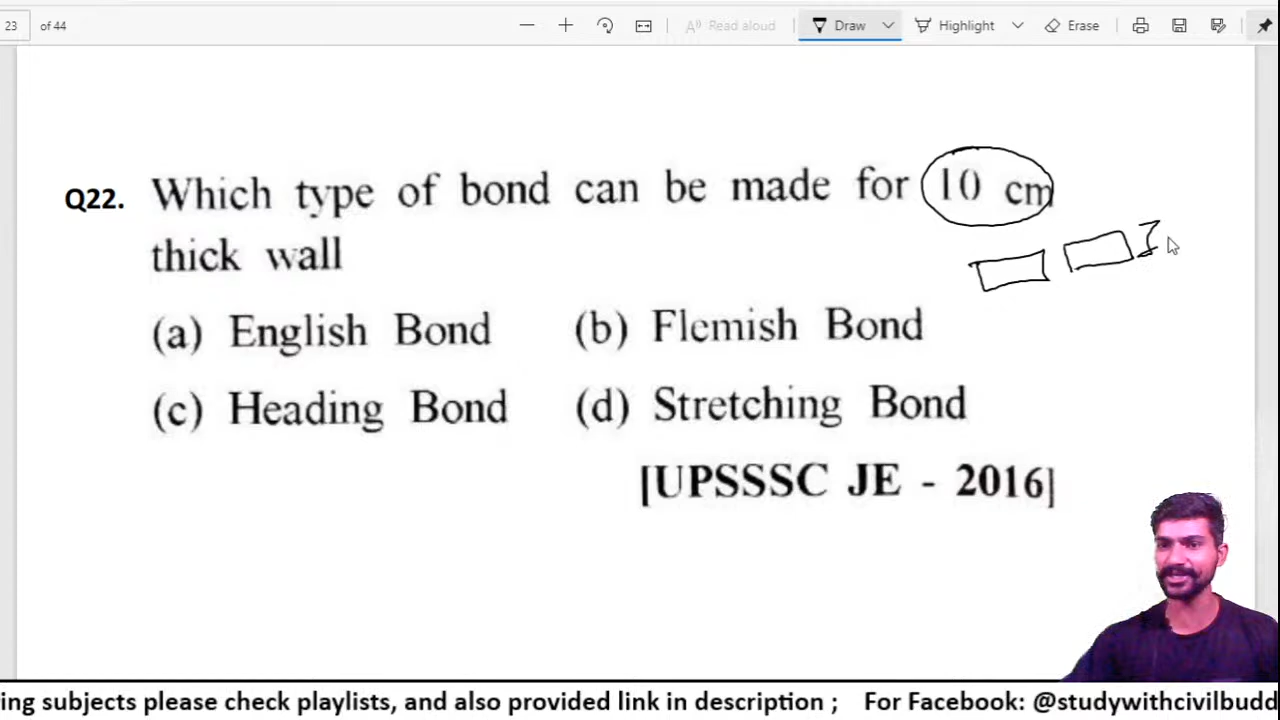 23 of 44 Read aloud Draw Highlight Erase
Q22. Which type of bond can be made for 10 cm
thick wall
(a) English Bond (b) Flemish Bond
(c) Heading Bond (d) Stretching Bond
[UPSSSC JE - 2016]
ing subjects please check playlists, and also provided link in description ; For Facebook: @studywithcivilbudd